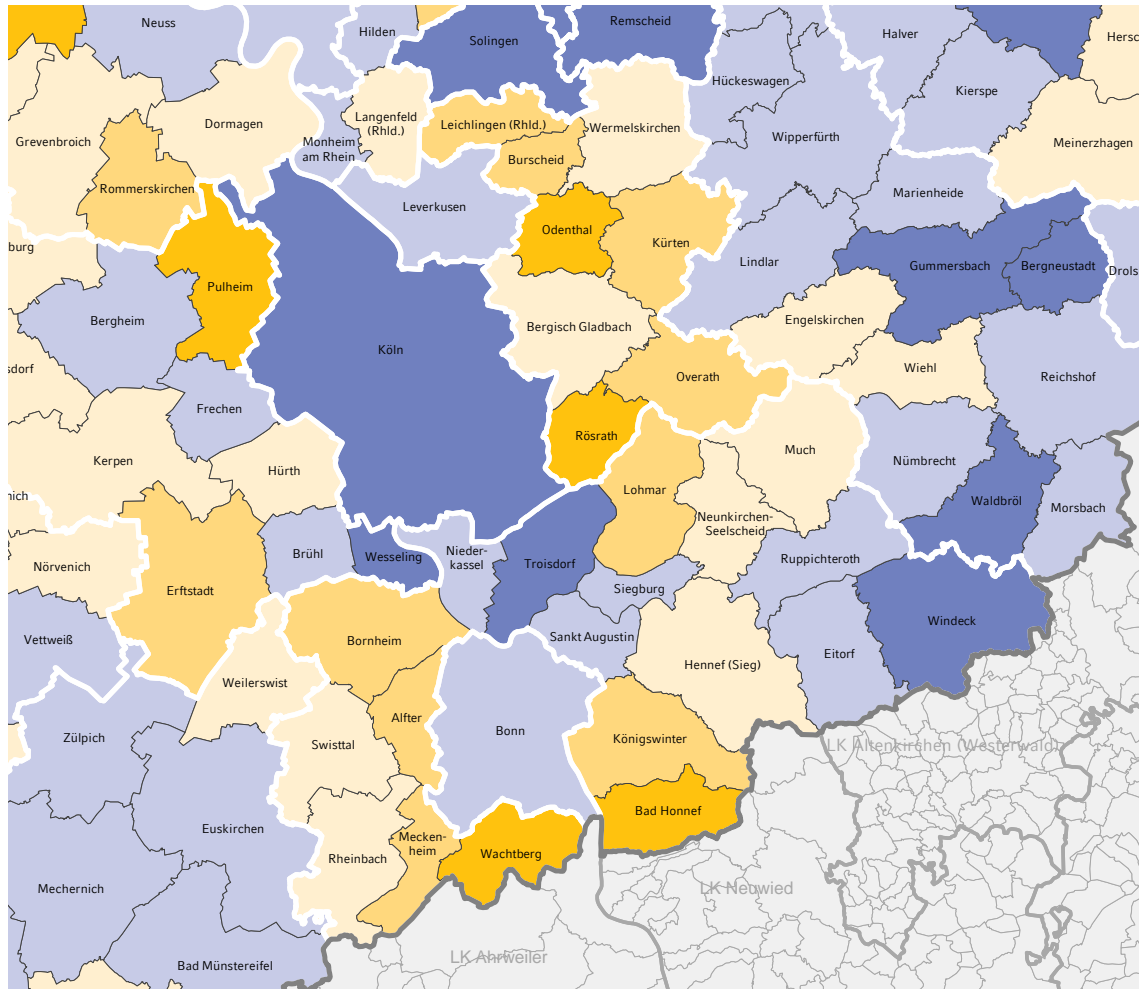 Neuss
Hilden
Solingen
Remscheid
Halver
Hersc
Hückeswagen
Kierspe
Grevenbroich
Dormagen
Langenfeld
(Rhld.)
Monheim
am Rhein
Leichlingen (Rhld.)
Burscheid
Wermelskirchen
Wipperfürth
Meinerzhagen
Rommerskirchen
Leverkusen
Marienheide
Odenthal
Kürten
Lindlar
Gummersbach
Bergneustadt
Drols
burg
Pulheim
Bergheim
Köln
Bergisch Gladbach
Engelskirchen
sdorf
Frechen
Overath
Wiehl
Reichshof
Rösrath
Kerpen
Hürth
Much
Nümbrecht
nich
Lohmar
Neunkirchen-
Seelscheid
Waldbröl
Morsbach
Nörvenich
Brühl
Wesseling
Nieder-
kassel
Troisdorf
Ruppichteroth
Erftstadt
Siegburg
Windeck
Vettweiß
Bornheim
Sankt Augustin
Hennef (Sieg)
Eitorf
Weilerswist
Alfter
Zülpich
Swisttal
Bonn
Königswinter
LK Altenkirchen (Westerwald)
Euskirchen
Mecken-
heim
Bad Honnef
Rheinbach
Wachtberg
Mechernich
LK Neuwied
LK Ahrweiler
Bad Münstereifel